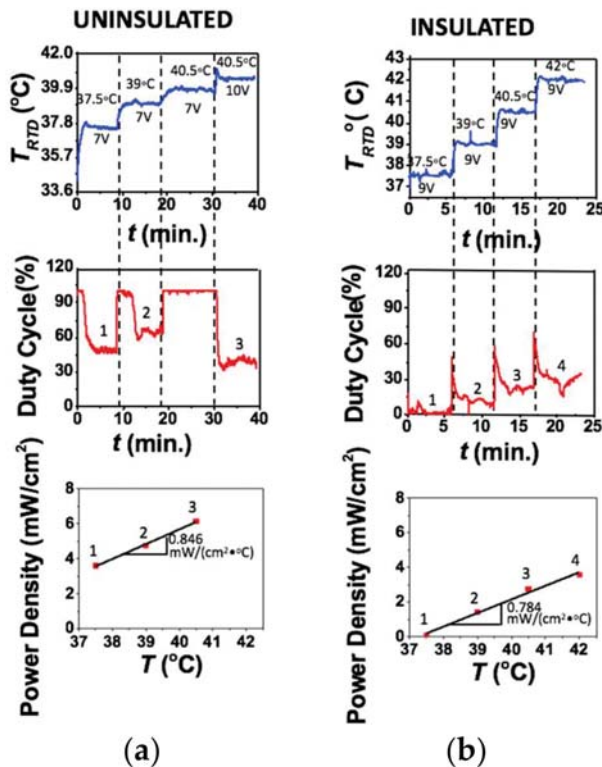 UNINSULATED
T_RTD (°C)
42.0
39.9
37.8
35.7
33.6
37.5°C
7V
39°C
7V
40.5°C
7V
40.5°C
10V
0 10 20 30 40
t (min.)
Duty Cycle(%)
120
90
60
30
0
1
2
3
0 10 20 30 40
t (min.)
Power Density (mW/cm²)
8
6
4
2
0
1
2
3
0.846
mW/(cm²•°C)
37 38 39 40 41 42
T (°C)
(a)
INSULATED
T_RTD° ( C)
43
42
41
40
39
38
37
37.5°C
9V
39°C
9V
40.5°C
9V
42°C
9V
0 5 10 15 20 25
t (min.)
Duty Cycle(%)
120
90
60
30
0
1
2
3
4
0 5 10 15 20 25
t (min.)
Power Density (mW/cm²)
8
6
4
2
0
1
2
3
4
0.784
mW/(cm²•°C)
37 38 39 40 41 42
T (°C)
(b)